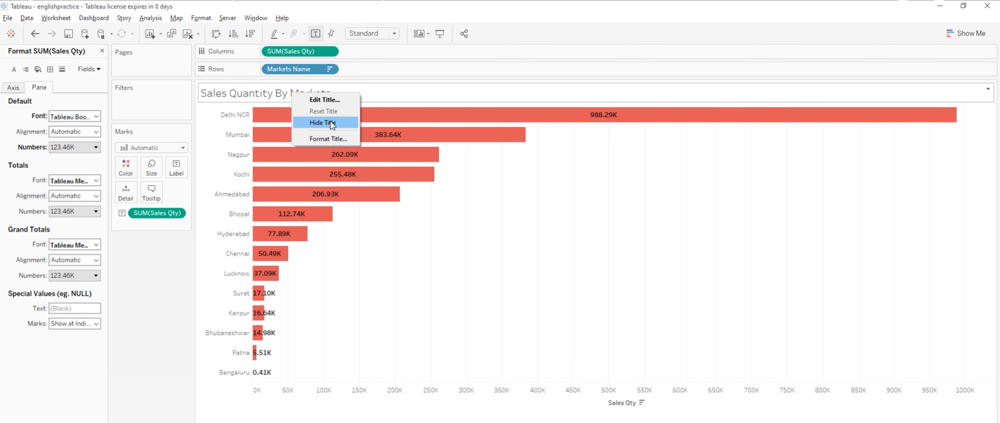 Tableau - englishpractice - Tableau license expires in 8 days
File Data Worksheet Dashboard Story Analysis Map Format Server Window Help
Standard
Show Me
Format SUM(Sales Qty)
Fields
Axis Pane
Default
Font: Tableau Boo..
Alignment: Automatic
Numbers: 123.46K
Totals
Font: Tableau Me..
Alignment: Automatic
Numbers: 123.46K
Grand Totals
Font: Tableau Me..
Alignment: Automatic
Numbers: 123.46K
Special Values (eg. NULL)
Text: (Blank)
Marks: Show at Indi...
Pages
Filters
Marks
Automatic
Color Size Label
Detail Tooltip
SUM(Sales Qty)
Columns SUM(Sales Qty)
Rows Markets Name
Sales Quantity By Markets
Edit Title...
Reset Title
Hide Title
Format Title...
Delhi NCR 988.29K
Mumbai 383.64K
Nagpur 262.09K
Kochi 255.48K
Ahmedabad 206.93K
Bhopal 112.74K
Hyderabad 77.89K
Chennai 50.49K
Lucknow 37.09K
Surat 17.10K
Kanpur 16.64K
Bhubaneshwar 14.98K
Patna 5.51K
Bengaluru 0.41K
0K 50K 100K 150K 200K 250K 300K 350K 400K 450K 500K 550K 600K 650K 700K 750K 800K 850K 900K 950K 1000K
Sales Qty